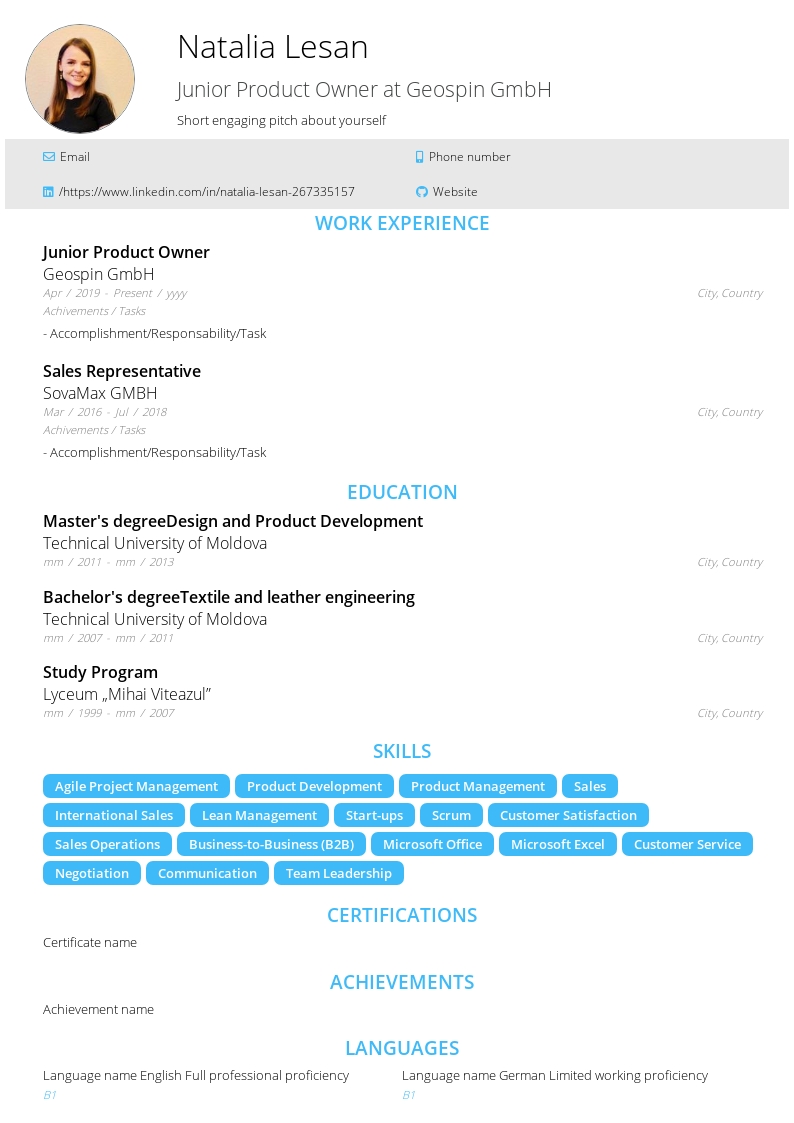 Natalia Lesan
Junior Product Owner at Geospin GmbH
Short engaging pitch about yourself
Email
Phone number
/https://www.linkedin.com/in/natalia-lesan-267335157
Website
WORK EXPERIENCE
Junior Product Owner
Geospin GmbH
Apr / 2019 - Present / yyyy City, Country
Achivements / Tasks
- Accomplishment/Responsability/Task
Sales Representative
SovaMax GMBH
Mar / 2016 - Jul / 2018 City, Country
Achivements / Tasks
- Accomplishment/Responsability/Task
EDUCATION
Master's degreeDesign and Product Development
Technical University of Moldova
mm / 2011 - mm / 2013 City, Country
Bachelor's degreeTextile and leather engineering
Technical University of Moldova
mm / 2007 - mm / 2011 City, Country
Study Program
Lyceum „Mihai Viteazul”
mm / 1999 - mm / 2007 City, Country
SKILLS
Agile Project Management Product Development Product Management Sales
International Sales Lean Management Start-ups Scrum Customer Satisfaction
Sales Operations Business-to-Business (B2B) Microsoft Office Microsoft Excel Customer Service
Negotiation Communication Team Leadership
CERTIFICATIONS
Certificate name
ACHIEVEMENTS
Achievement name
LANGUAGES
Language name English Full professional proficiency
B1
Language name German Limited working proficiency
B1